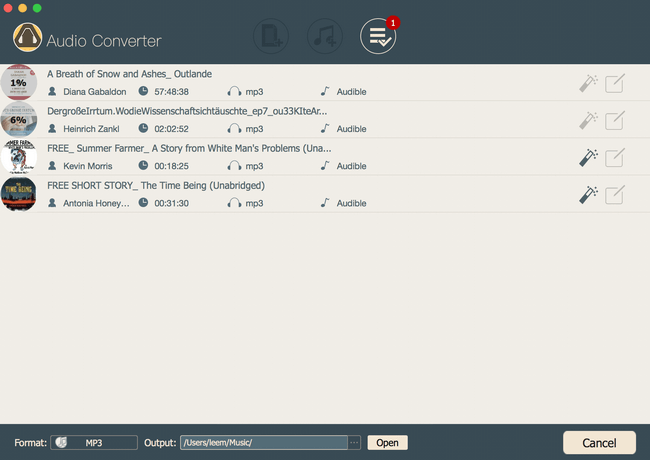 1
Audio Converter
A Breath of Snow and Ashes_ Outlande
1%
Diana Gabaldon 57:48:38 mp3 Audible
DergroßeIrrtum.WodieWissenschaftsichtäuschte_ep7_ou33KIteAr...
6%
Heinrich Zankl 02:02:52 mp3 Audible
FREE_ Summer Farmer_ A Story from White Man's Problems (Una...
Kevin Morris 00:18:25 mp3 Audible
FREE SHORT STORY_ The Time Being (Unabridged)
THE TIME BEING
Antonia Honey... 00:31:30 mp3 Audible
Format: MP3 Output: /Users/leem/Music/ ... Open Cancel